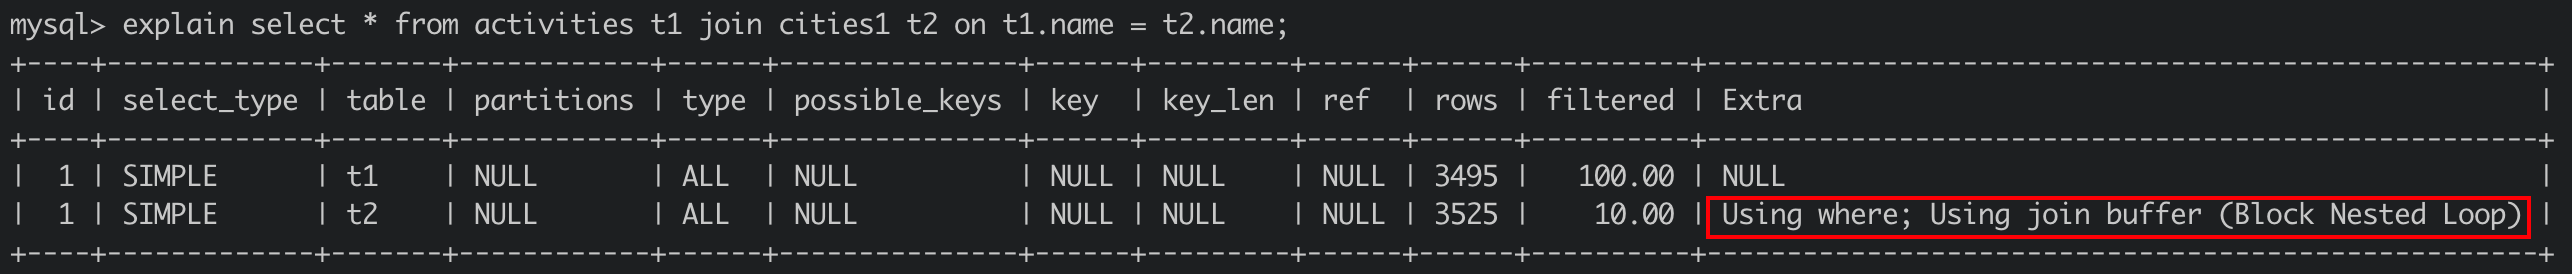 mysql> explain select * from activities t1 join cities1 t2 on t1.name = t2.name;
+----+-------------+-------+------------+------+---------------+------+---------+------+------+----------+----------------------------------------------------+
| id | select_type | table | partitions | type | possible_keys | key  | key_len | ref  | rows | filtered | Extra                                              |
+----+-------------+-------+------------+------+---------------+------+---------+------+------+----------+----------------------------------------------------+
|  1 | SIMPLE      | t1    | NULL       | ALL  | NULL          | NULL | NULL    | NULL | 3495 |   100.00 | NULL                                               |
|  1 | SIMPLE      | t2    | NULL       | ALL  | NULL          | NULL | NULL    | NULL | 3525 |    10.00 | Using where; Using join buffer (Block Nested Loop) |
+----+-------------+-------+------------+------+---------------+------+---------+------+------+----------+----------------------------------------------------+